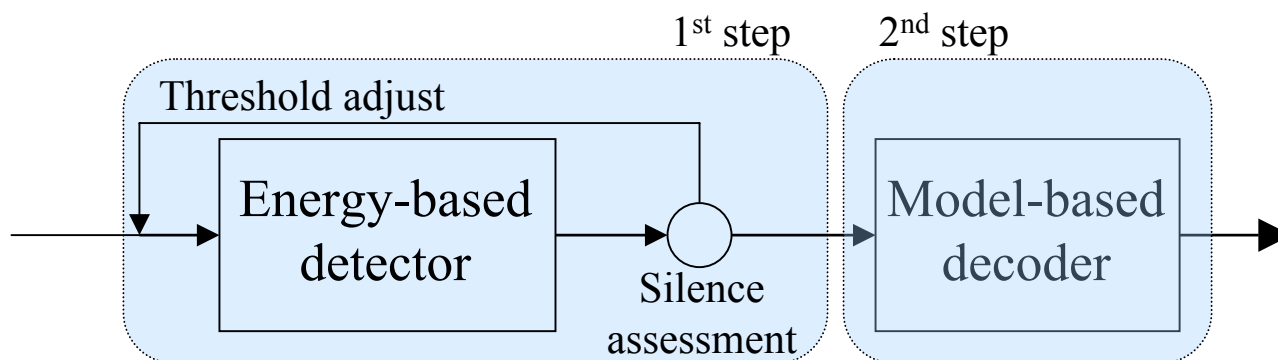 1st step
2nd step
Threshold adjust
Energy-based
detector
Silence
assessment
Model-based
decoder